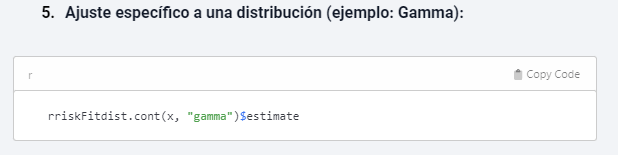 5. Ajuste específico a una distribución (ejemplo: Gamma):
r
Copy Code
rriskFitdist.cont(x, "gamma")$estimate